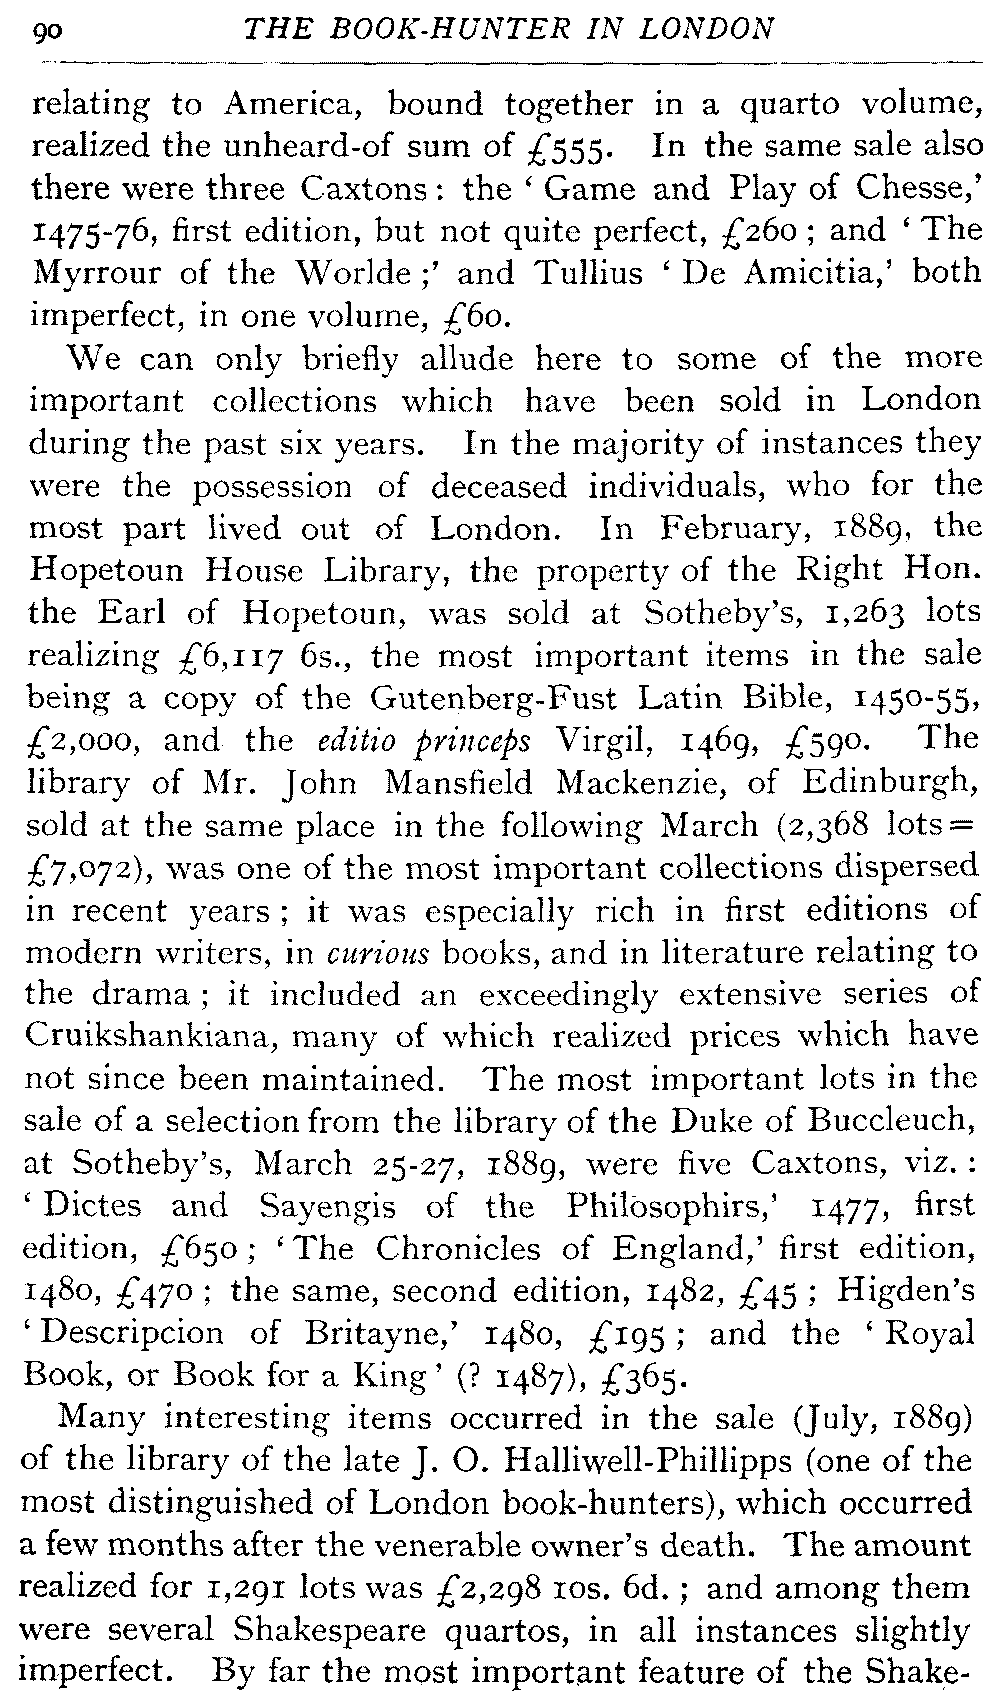 90 THE BOOK-HUNTER IN LONDON
relating to America, bound together in a quarto volume,
realized the unheard-of sum of £555. In the same sale also
there were three Caxtons: the ‘ Game and Play of Chesse,’
1475-76, first edition, but not quite perfect, £260 ; and ‘ The
Myrrour of the Worlde ;’ and Tullius ‘ De Amicitia,’ both
imperfect, in one volume, £60.
We can only briefly allude here to some of the more
important collections which have been sold in London
during the past six years. In the majority of instances they
were the possession of deceased individuals, who for the
most part lived out of London. In February, 1889, the
Hopetoun House Library, the property of the Right Hon.
the Earl of Hopetoun, was sold at Sotheby’s, 1,263 lots
realizing £6,117 6s., the most important items in the sale
being a copy of the Gutenberg-Fust Latin Bible, 1450-55,
£2,000, and the editio princeps Virgil, 1469, £590. The
library of Mr. John Mansfield Mackenzie, of Edinburgh,
sold at the same place in the following March (2,368 lots=
£7,072), was one of the most important collections dispersed
in recent years ; it was especially rich in first editions of
modern writers, in curious books, and in literature relating to
the drama ; it included an exceedingly extensive series of
Cruikshankiana, many of which realized prices which have
not since been maintained. The most important lots in the
sale of a selection from the library of the Duke of Buccleuch,
at Sotheby’s, March 25-27, 1889, were five Caxtons, viz. :
‘ Dictes and Sayengis of the Philosophirs,’ 1477, first
edition, £650 ; ‘ The Chronicles of England,’ first edition,
1480, £470 ; the same, second edition, 1482, £45 ; Higden’s
‘ Descripcion of Britayne,’ 1480, £195 ; and the ‘ Royal
Book, or Book for a King ’ (? 1487), £365.
Many interesting items occurred in the sale (July, 1889)
of the library of the late J. O. Halliwell-Phillipps (one of the
most distinguished of London book-hunters), which occurred
a few months after the venerable owner’s death. The amount
realized for 1,291 lots was £2,298 10s. 6d. ; and among them
were several Shakespeare quartos, in all instances slightly
imperfect. By far the most important feature of the Shake-